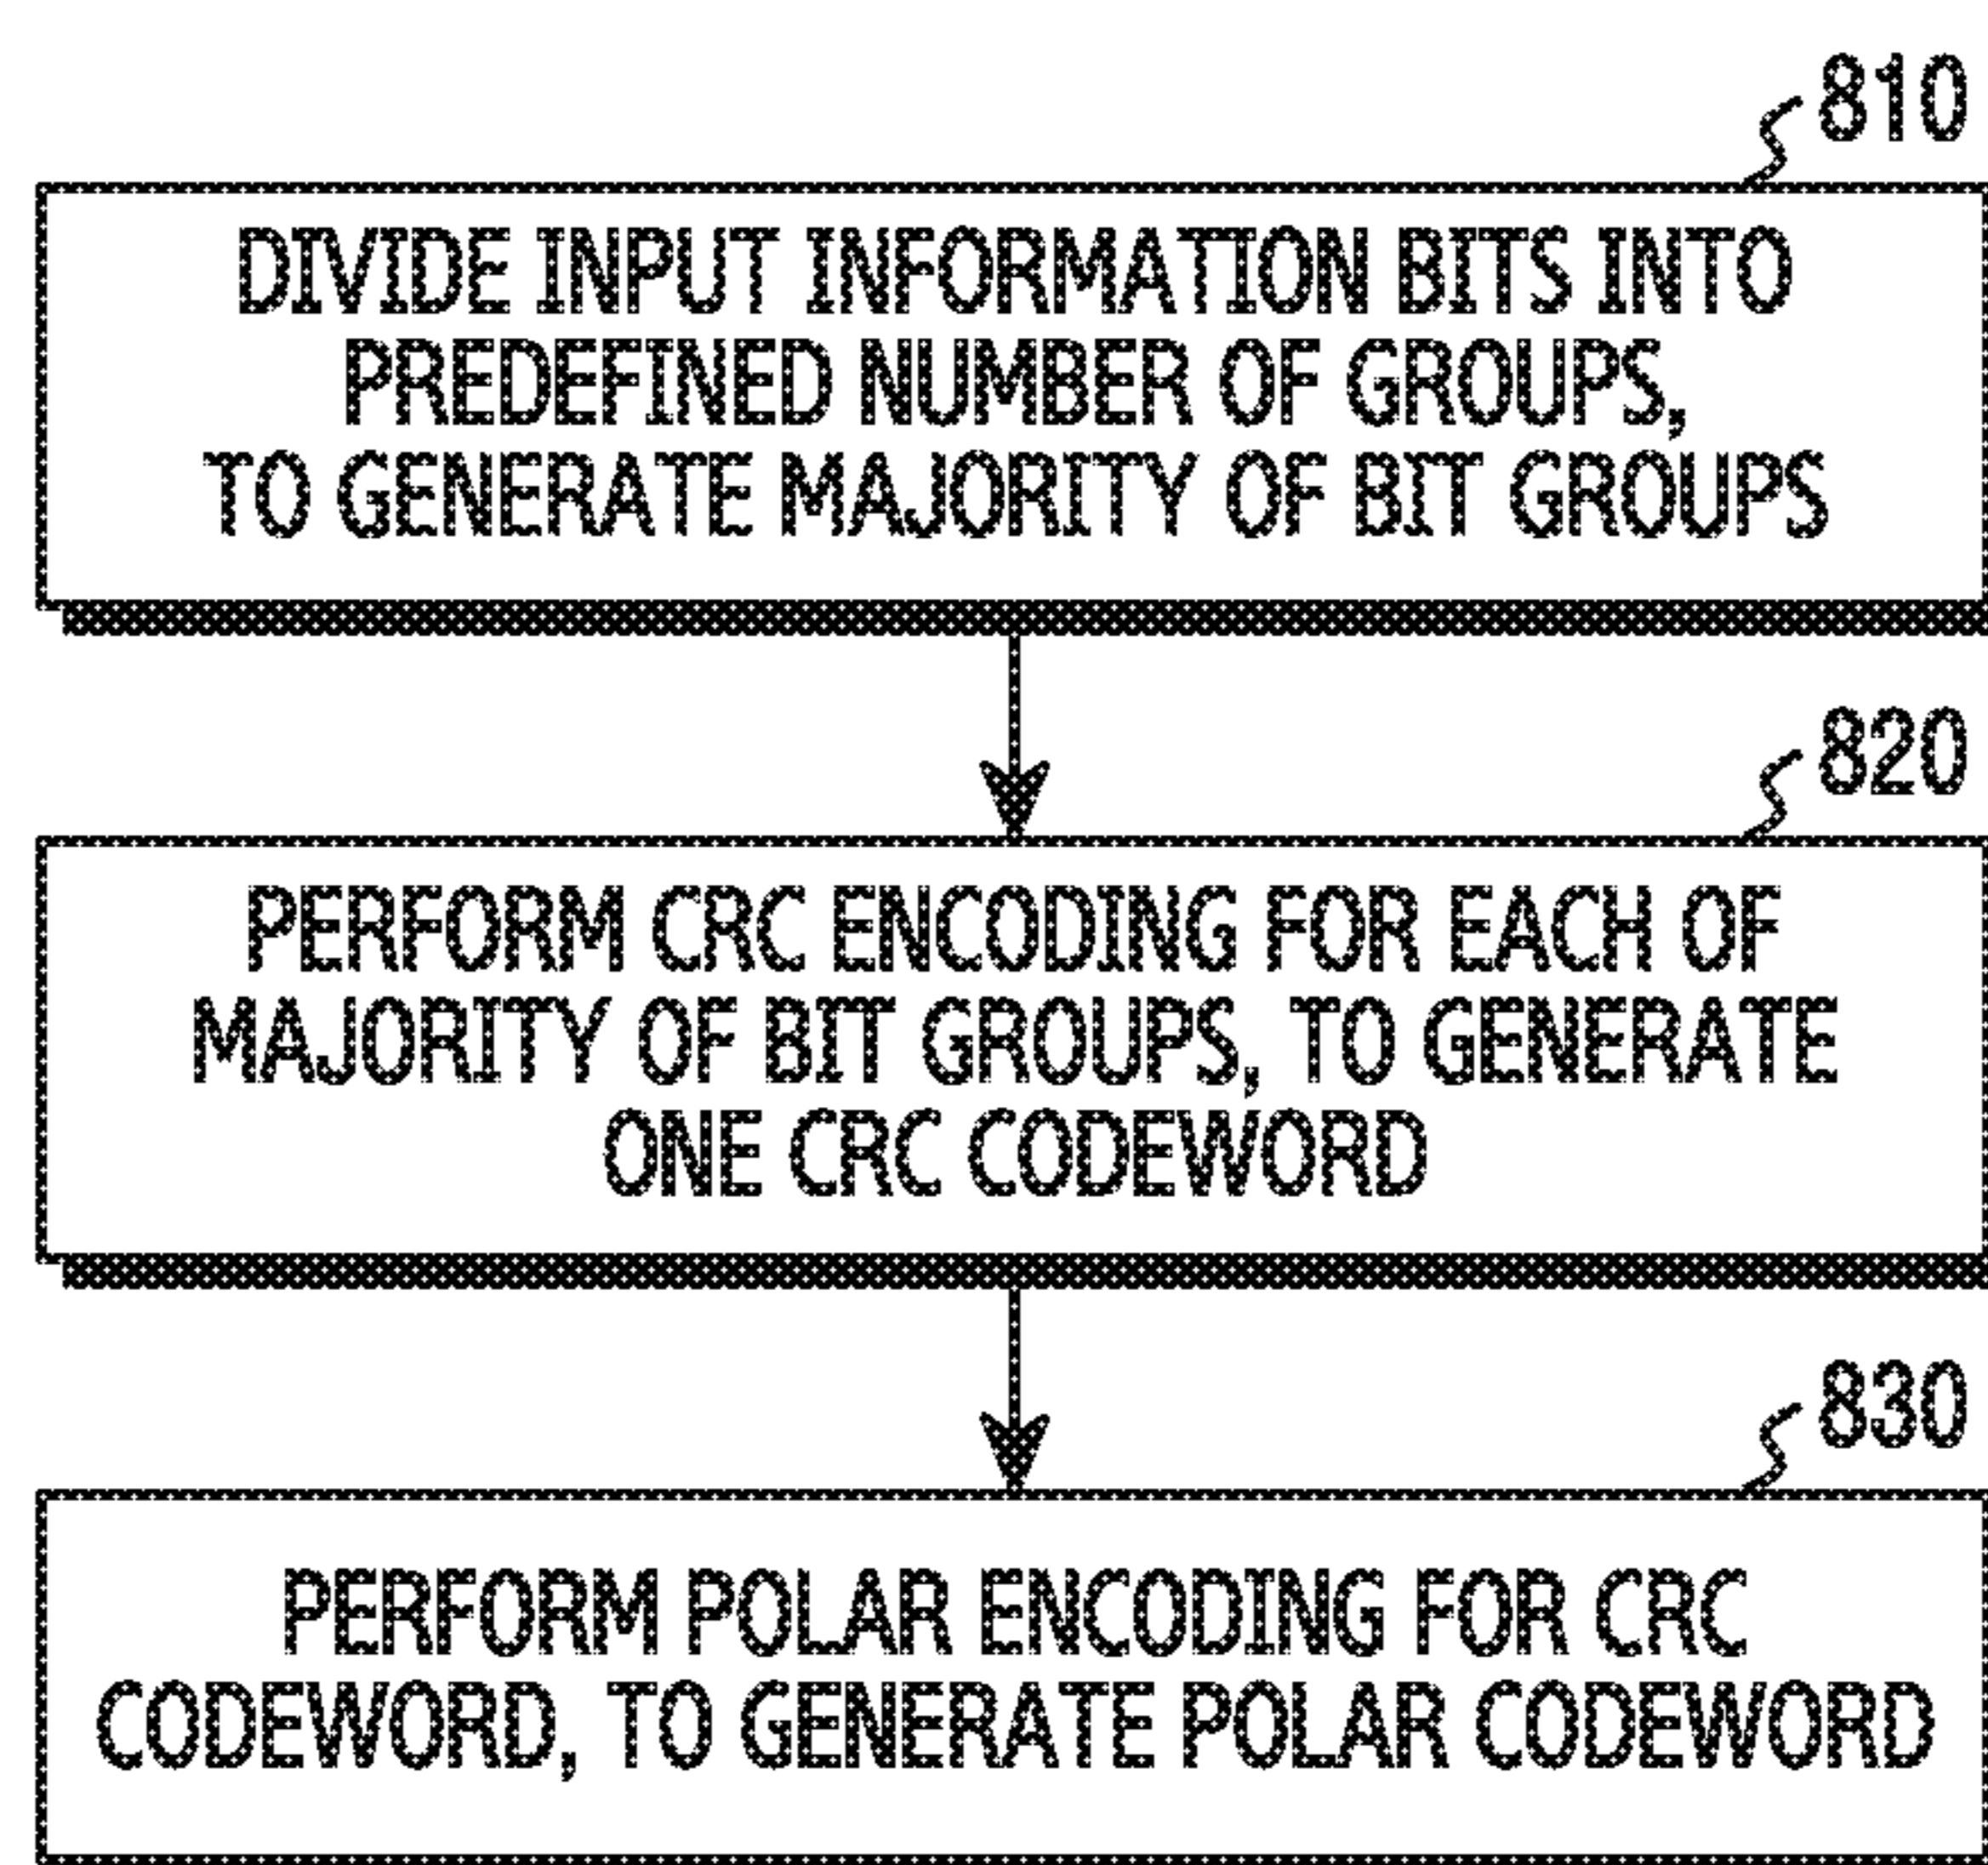 810
DIVIDE INPUT INFORMATION BITS INTO
PREDEFINED NUMBER OF GROUPS,
TO GENERATE MAJORITY OF BIT GROUPS
820
PERFORM CRC ENCODING FOR EACH OF
MAJORITY OF BIT GROUPS, TO GENERATE
ONE CRC CODEWORD
830
PERFORM POLAR ENCODING FOR CRC
CODEWORD, TO GENERATE POLAR CODEWORD